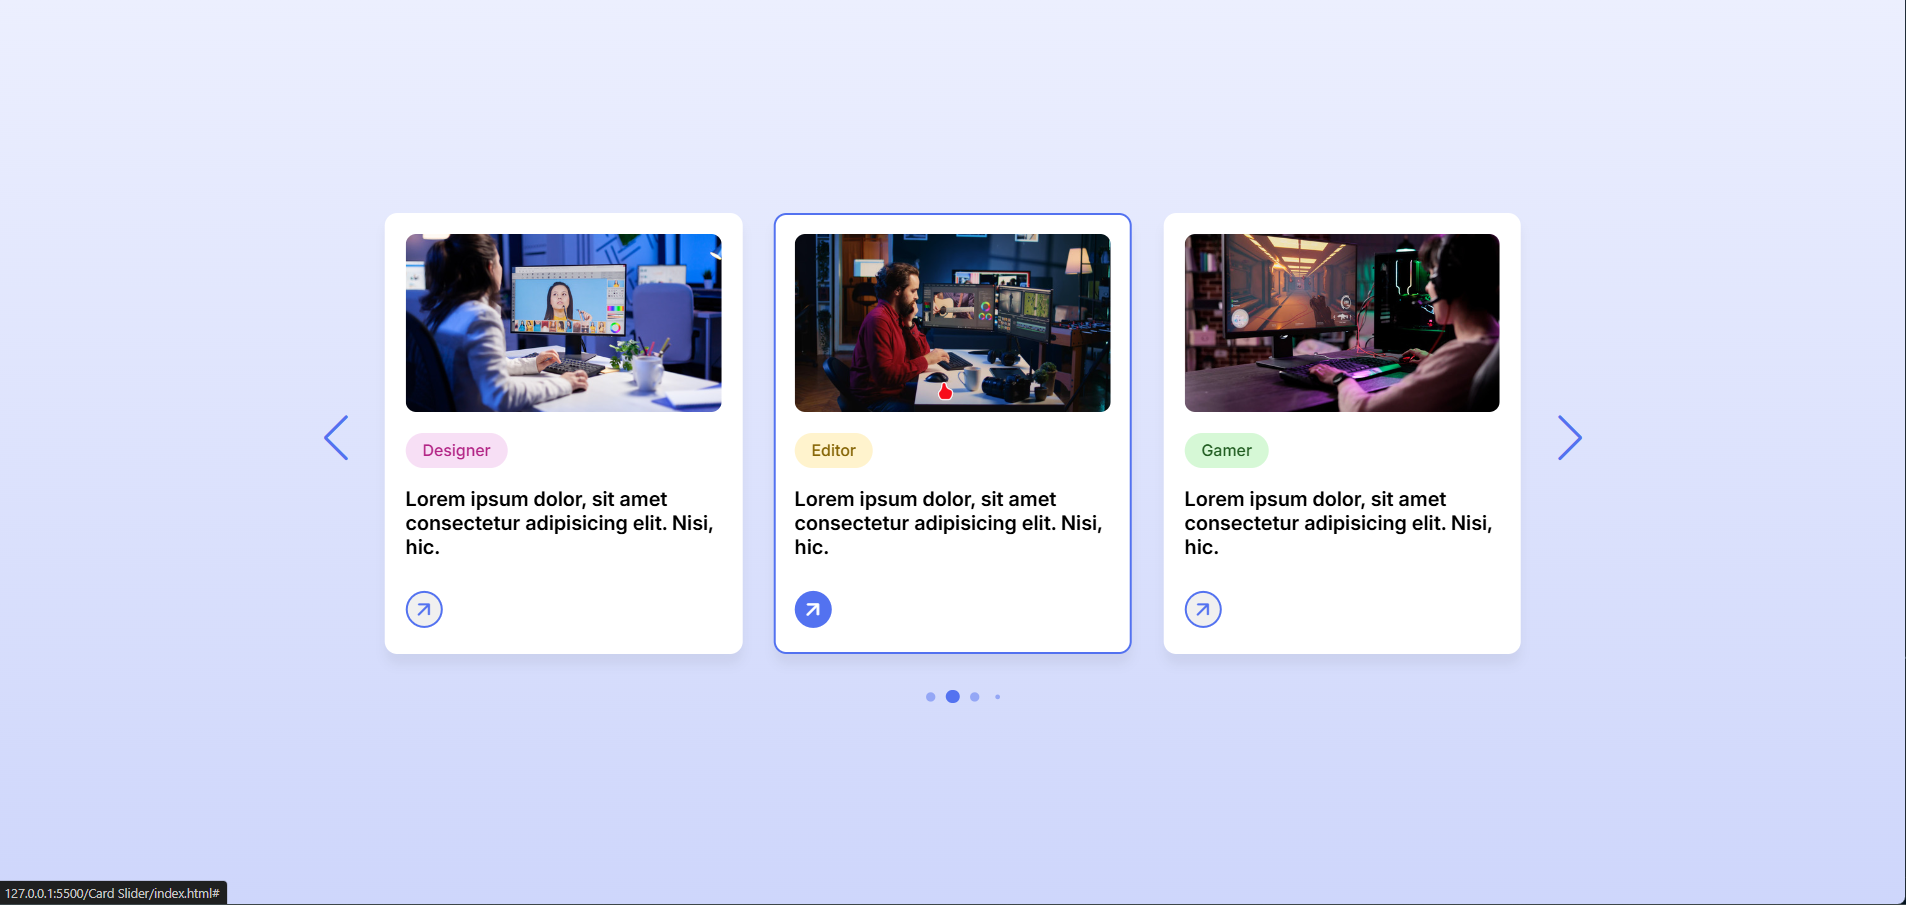 Designer
Lorem ipsum dolor, sit amet
consectetur adipisicing elit. Nisi,
hic.
Editor
Lorem ipsum dolor, sit amet
consectetur adipisicing elit. Nisi,
hic.
Gamer
Lorem ipsum dolor, sit amet
consectetur adipisicing elit. Nisi,
hic.
127.0.0.1:5500/Card Slider/index.html#